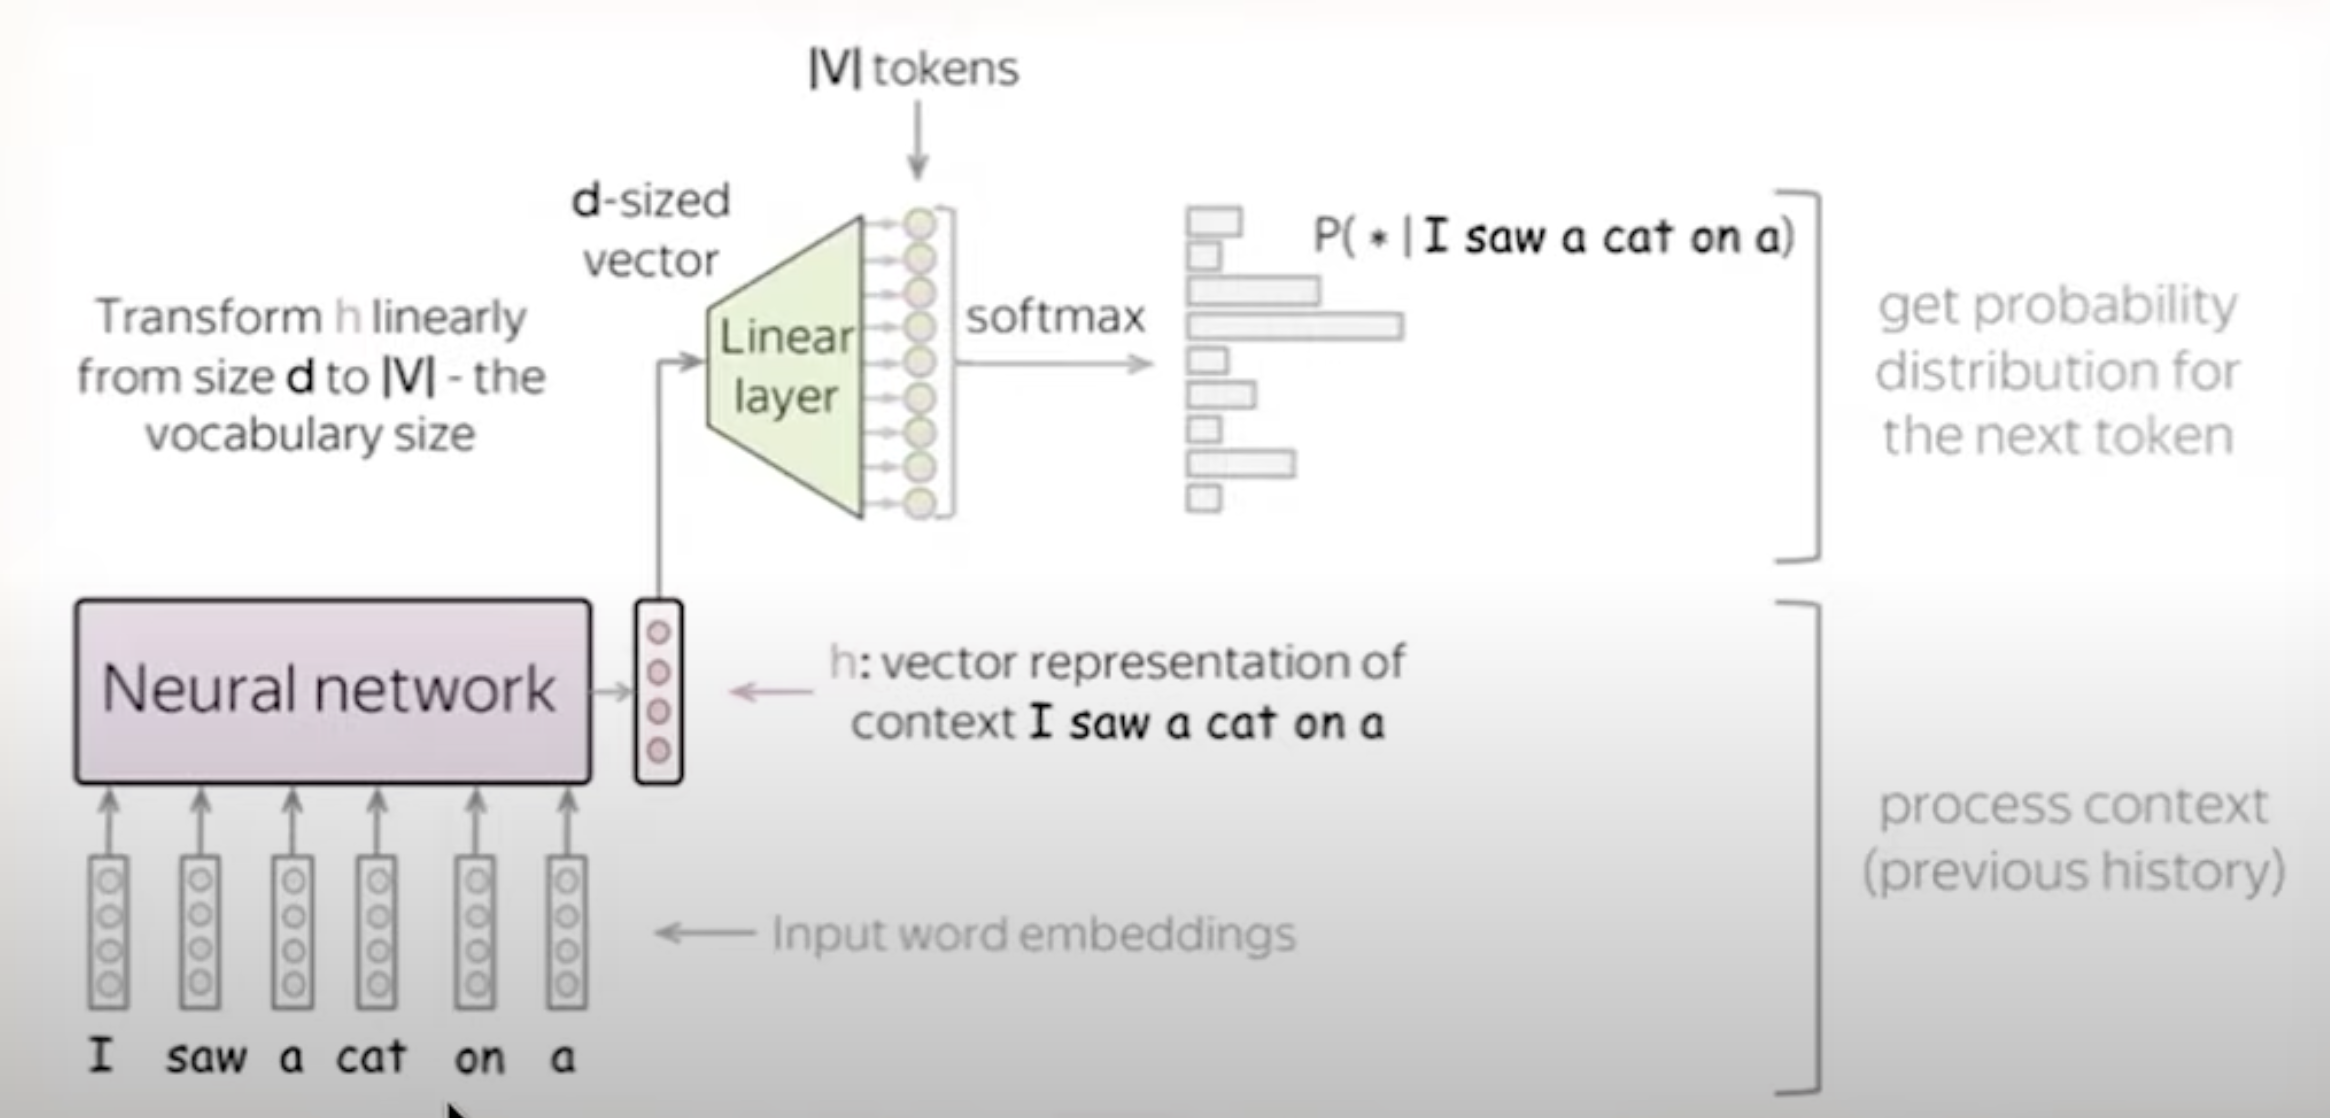 |V| tokens
d-sized
vector
Transform h linearly
from size d to |V| - the
vocabulary size
Linear
layer
softmax
P( * | I saw a cat on a)
get probability
distribution for
the next token
Neural network
h: vector representation of
context I saw a cat on a
process context
(previous history)
Input word embeddings
I saw a cat on a